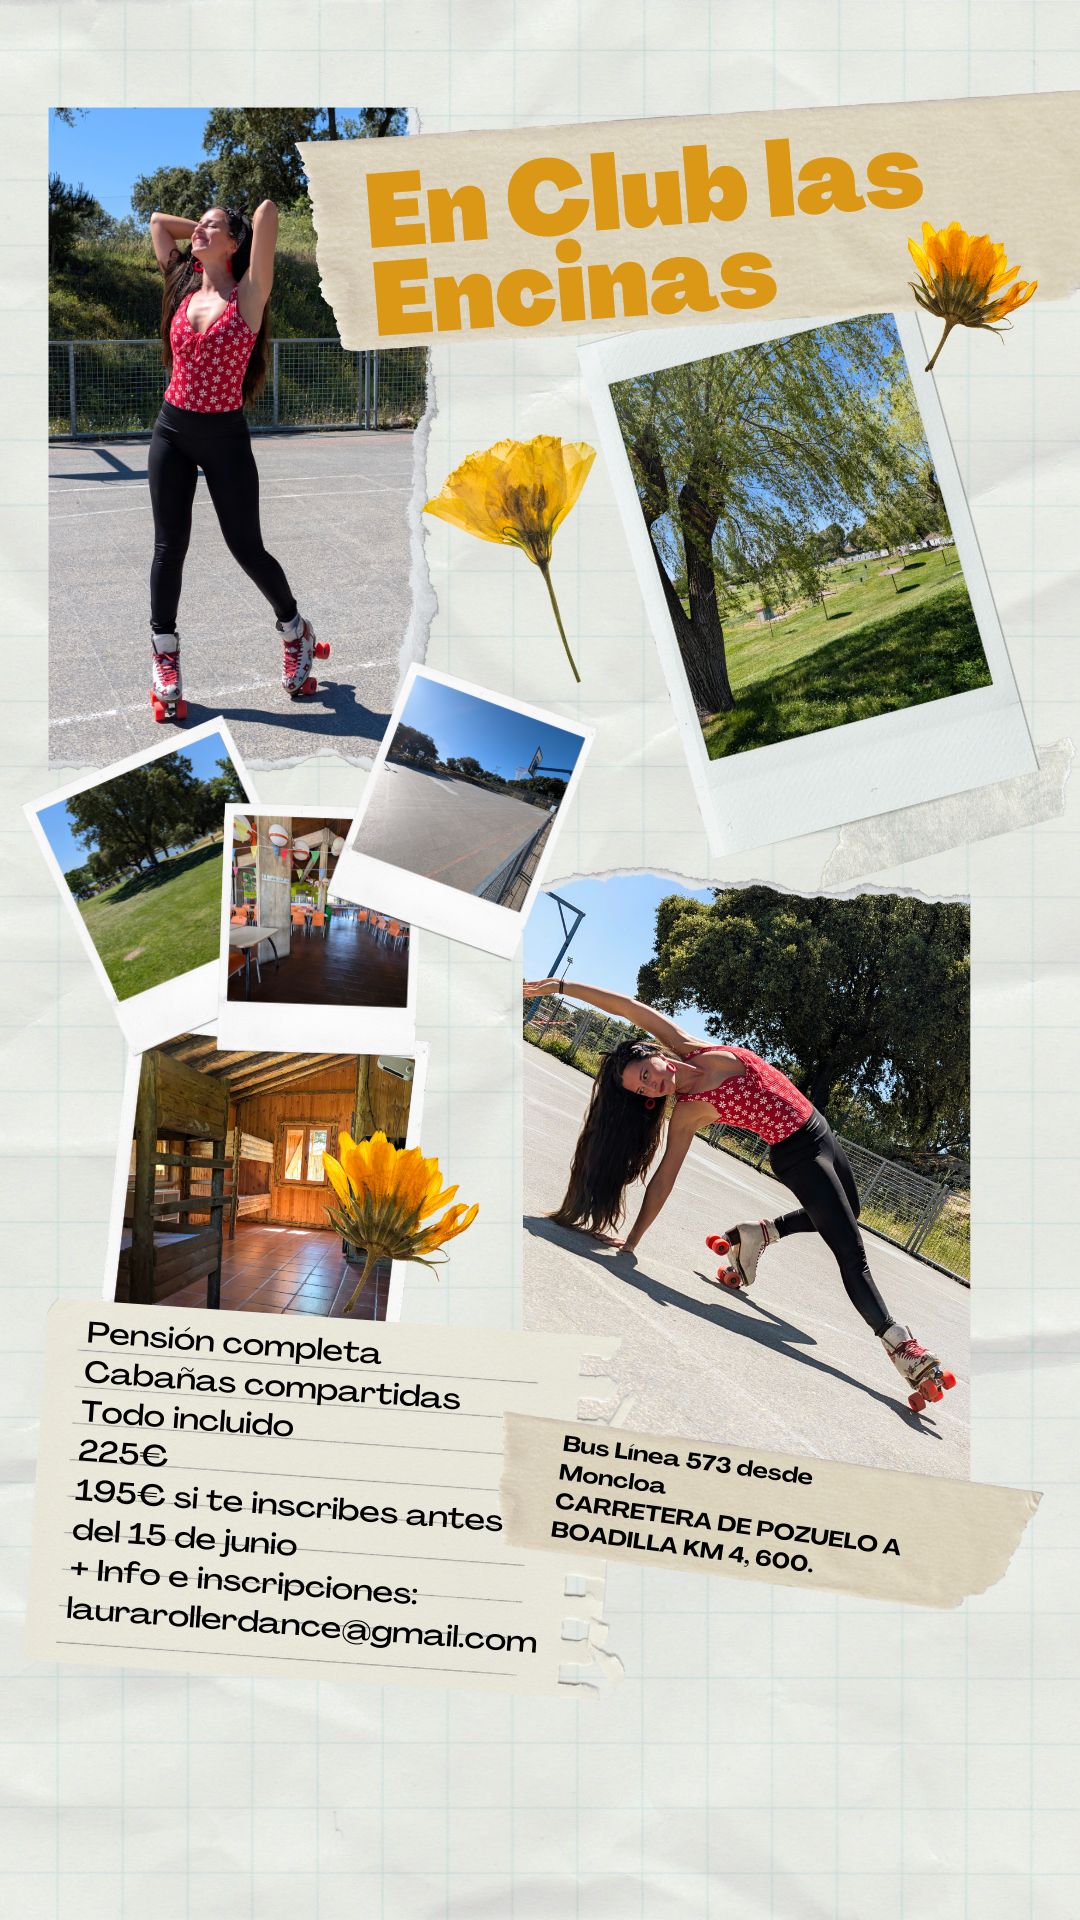 En Club las
Encinas
Pensión completa
Cabañas compartidas
Todo incluido
225€
195€ si te inscribes antes
del 15 de junio
+ Info e inscripciones:
laurarollerdance@gmail.com
Bus Línea 573 desde
Moncloa
CARRETERA DE POZUELO A
BOADILLA KM 4, 600.